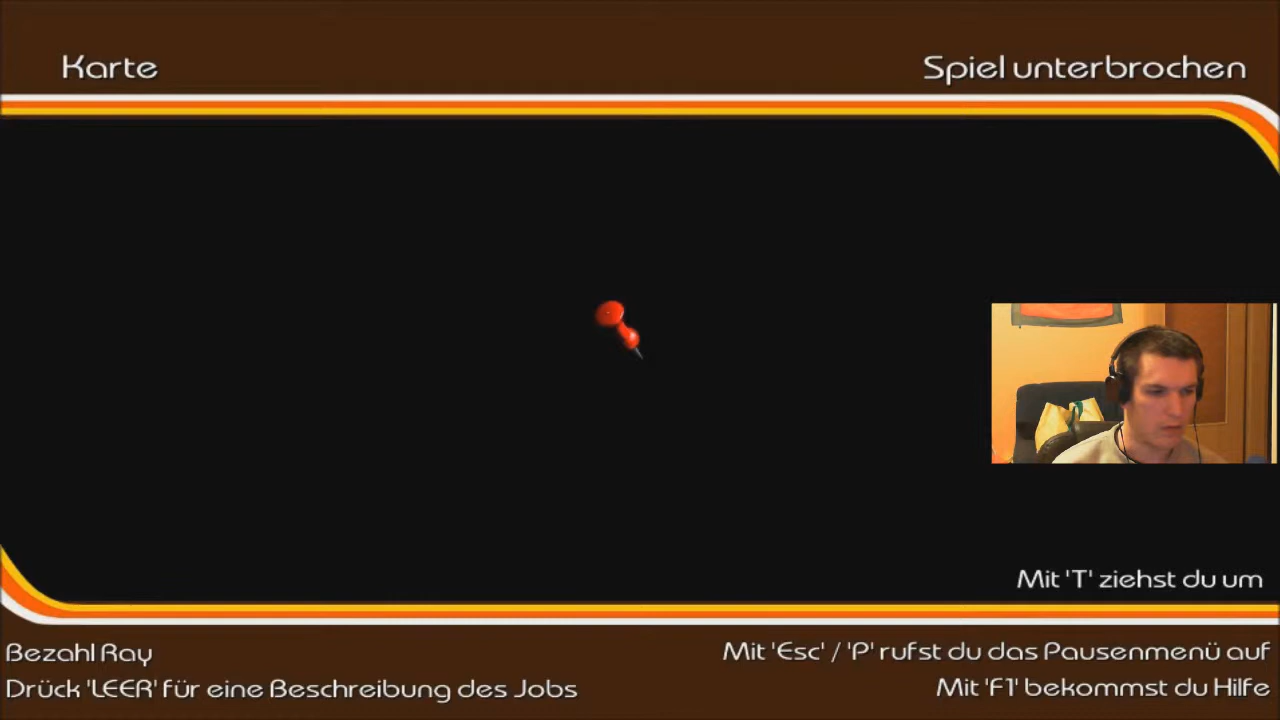 Karte
Spiel unterbrochen
Mit 'T' ziehst du um
Bezahl Ray
Mit 'Esc' / 'P' rufst du das Pausenmenü auf
Drück 'LEER' für eine Beschreibung des Jobs
Mit 'F1' bekommst du Hilfe